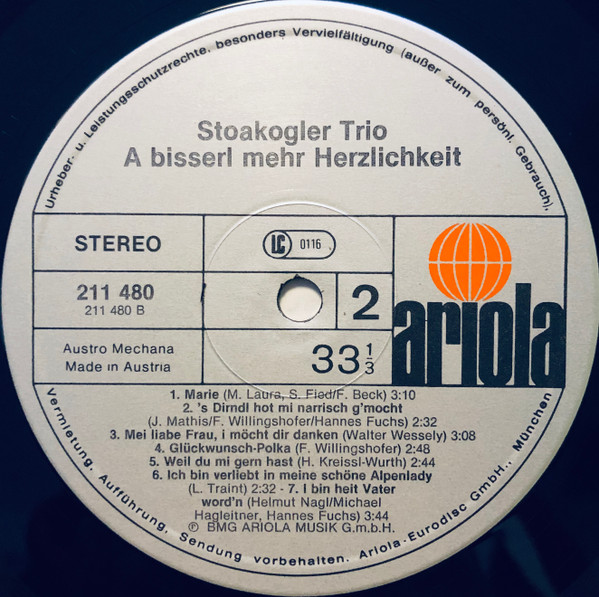 Urheber. u. Leistungsschutzrechte, besonders Vervielfältigung (außer zum persönl. Gebrauch),
Stoakogler Trio
A bisserl mehr Herzlichkeit
STEREO
LC 0116
211 480
211 480 B
2
ariola
Austro Mechana
Made in Austria
33 1/3
1. Marie (M. Laura, S. Fied/F. Beck) 3:10
2. 's Dirndl hot mi narrisch g'mocht
(J. Mathis/F. Willingshofer/Hannes Fuchs) 2:32
3. Mei liabe Frau, i möcht dir danken (Walter Wessely) 3:08
4. Glückwunsch-Polka (F. Willingshofer) 2:48
5. Weil du mi gern hast (H. Kreissl-Wurth) 2:44
6. Ich bin verliebt in meine schöne Alpenlady
(L. Traint) 2:32 - 7. I bin heit Vater
word'n (Helmut Nagl/Michael
Hagleitner, Hannes Fuchs) 3:44
℗ BMG ARIOLA MUSIK G.m.b.H.
Vermietung, Aufführung, Sendung vorbehalten. Ariola-Eurodisc GmbH., München